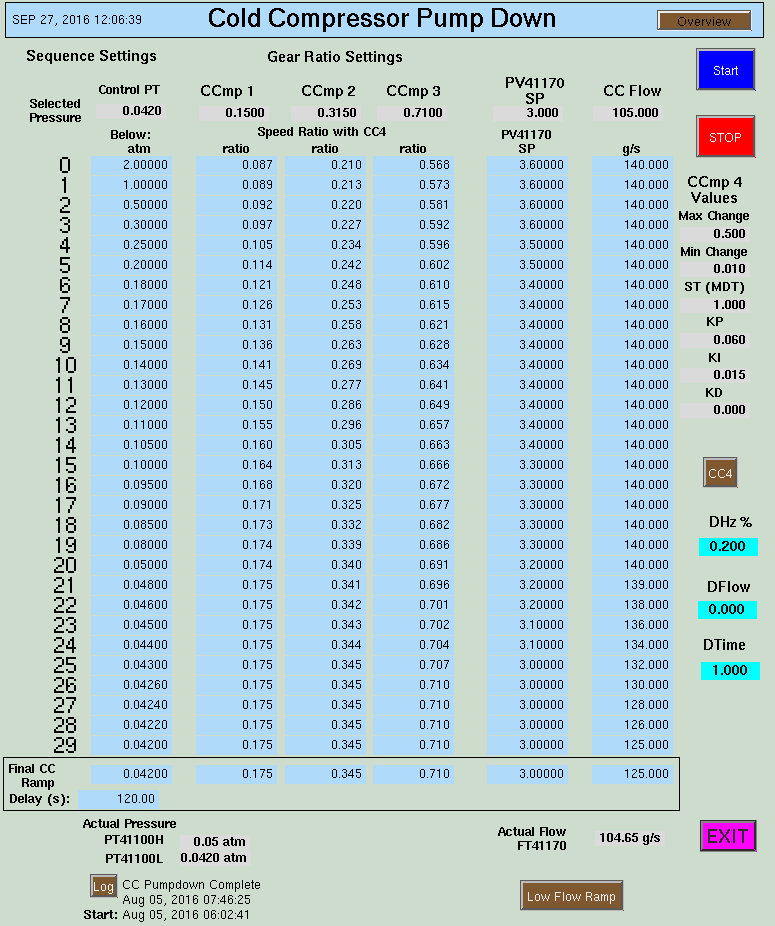 SEP 27, 2016 12:06:39 Cold Compressor Pump Down Overview
Sequence Settings Gear Ratio Settings Start
Control PT CCmp 1 CCmp 2 CCmp 3 PV41170 SP CC Flow
Selected Pressure 0.0420 0.1500 0.3150 0.7100 3.000 105.000
Below: Speed Ratio with CC4 PV41170 STOP
atm ratio ratio ratio SP g/s
0 2.00000 0.087 0.210 0.568 3.60000 140.000
1 1.00000 0.089 0.213 0.573 3.60000 140.000
2 0.50000 0.092 0.220 0.581 3.60000 140.000
3 0.30000 0.097 0.227 0.592 3.60000 140.000
4 0.25000 0.105 0.234 0.596 3.50000 140.000
5 0.20000 0.114 0.242 0.602 3.50000 140.000
6 0.18000 0.121 0.248 0.610 3.40000 140.000
7 0.17000 0.126 0.253 0.615 3.40000 140.000
8 0.16000 0.131 0.258 0.621 3.40000 140.000
9 0.15000 0.136 0.263 0.628 3.40000 140.000
10 0.14000 0.141 0.269 0.634 3.40000 140.000
11 0.13000 0.145 0.277 0.641 3.40000 140.000
12 0.12000 0.150 0.286 0.649 3.40000 140.000
13 0.11000 0.155 0.296 0.657 3.40000 140.000
14 0.10500 0.160 0.305 0.663 3.40000 140.000
15 0.10000 0.164 0.313 0.666 3.30000 140.000
16 0.09500 0.168 0.320 0.672 3.30000 140.000
17 0.09000 0.171 0.325 0.677 3.30000 140.000
18 0.08500 0.173 0.332 0.682 3.30000 140.000
19 0.08000 0.174 0.339 0.686 3.30000 140.000
20 0.05000 0.174 0.340 0.691 3.20000 140.000
21 0.04800 0.175 0.341 0.696 3.20000 139.000
22 0.04600 0.175 0.342 0.701 3.20000 138.000
23 0.04500 0.175 0.343 0.702 3.10000 136.000
24 0.04400 0.175 0.344 0.704 3.10000 134.000
25 0.04300 0.175 0.345 0.707 3.00000 132.000
26 0.04260 0.175 0.345 0.710 3.00000 130.000
27 0.04240 0.175 0.345 0.710 3.00000 128.000
28 0.04220 0.175 0.345 0.710 3.00000 126.000
29 0.04200 0.175 0.345 0.710 3.00000 125.000
Final CC Ramp 0.04200 0.175 0.345 0.710 3.00000 125.000
Delay (s): 120.00
CCmp 4
Values
Max Change
0.500
Min Change
0.010
ST (MDT)
1.000
KP
0.060
KI
0.015
KD
0.000
CC4
DHz %
0.200
DFlow
0.000
DTime
1.000
Actual Pressure
PT41100H 0.05 atm
PT41100L 0.0420 atm
Actual Flow
FT41170 104.65 g/s
EXIT
Log CC Pumpdown Complete
Aug 05, 2016 07:46:25
Start: Aug 05, 2016 06:02:41
Low Flow Ramp